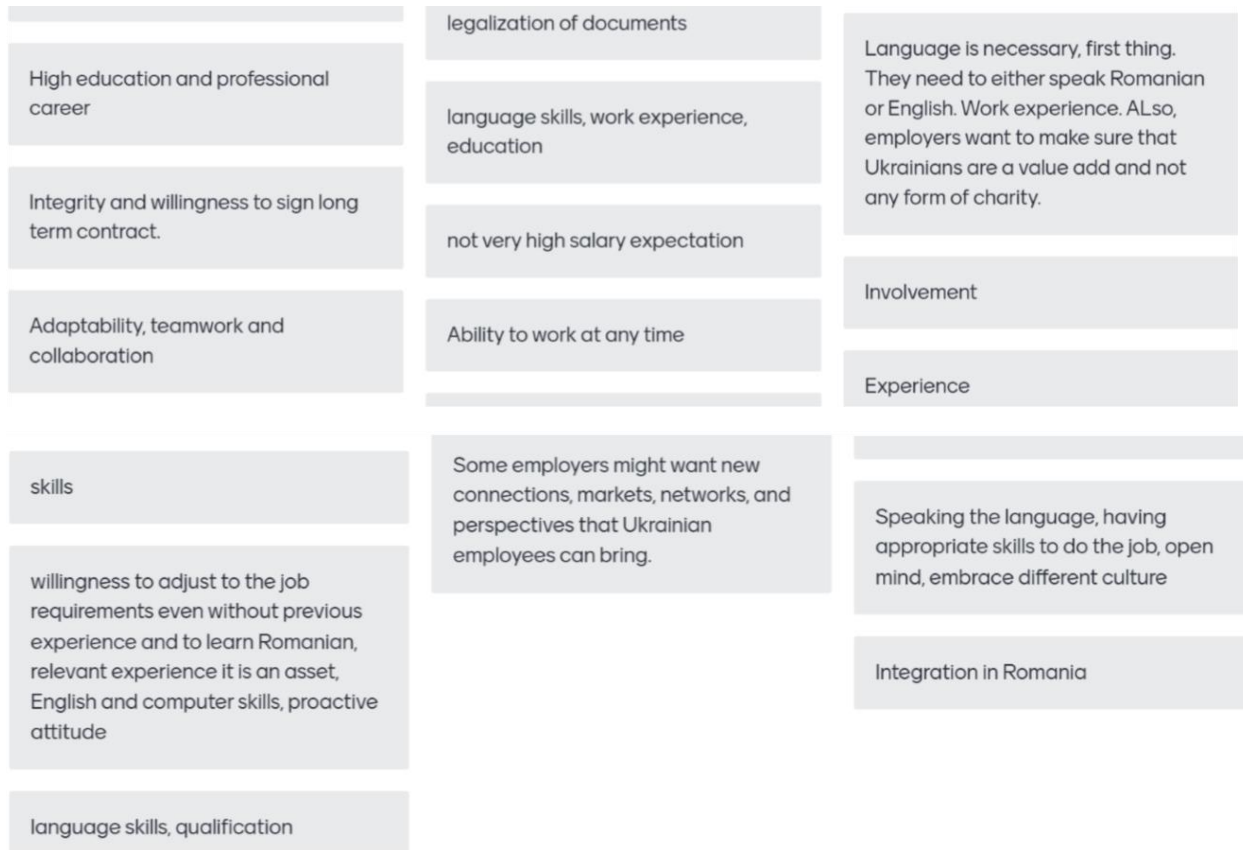 High education and professional
career
Integrity and willingness to sign long
term contract.
Adaptability, teamwork and
collaboration
legalization of documents
language skills, work experience,
education
not very high salary expectation
Ability to work at any time
Language is necessary, first thing.
They need to either speak Romanian
or English. Work experience. ALso,
employers want to make sure that
Ukrainians are a value add and not
any form of charity.
Involvement
Experience
skills
willingness to adjust to the job
requirements even without previous
experience and to learn Romanian,
relevant experience it is an asset,
English and computer skills, proactive
attitude
language skills, qualification
Some employers might want new
connections, markets, networks, and
perspectives that Ukrainian
employees can bring.
Speaking the language, having
appropriate skills to do the job, open
mind, embrace different culture
Integration in Romania